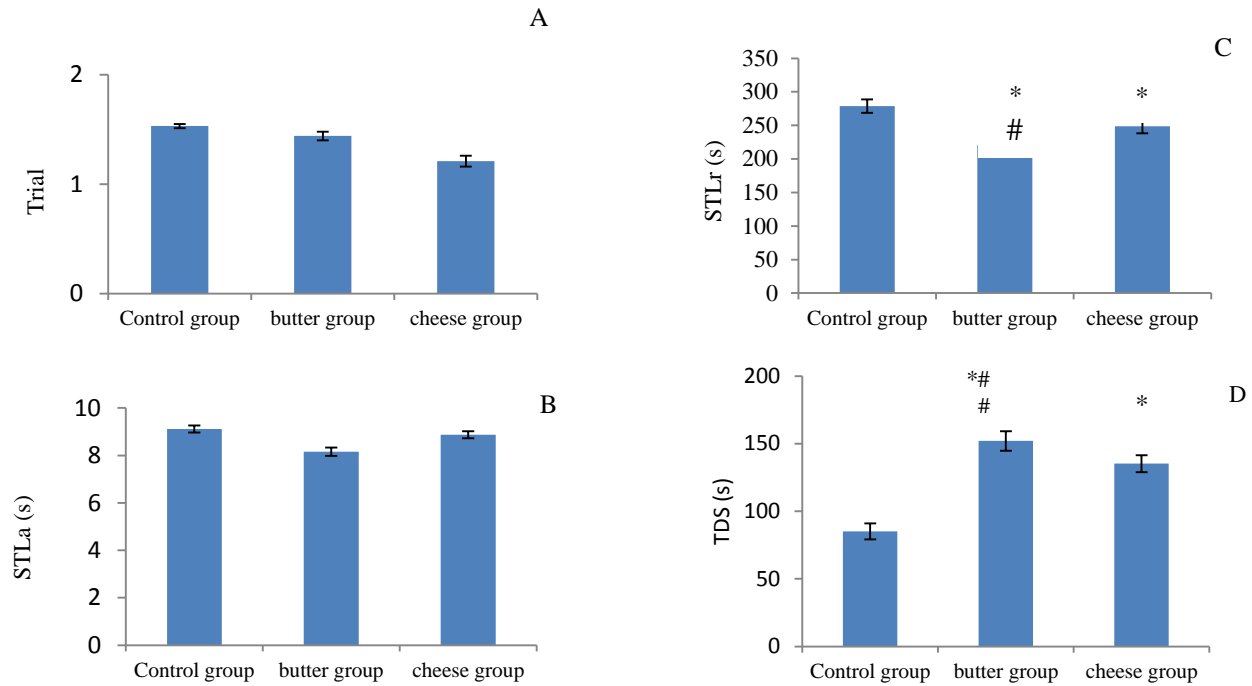 A
2
1
0
Trial
Control group butter group cheese group
B
10
8
6
4
2
0
STLa (s)
Control group butter group cheese group
C
350
300
250
200
150
100
50
0
STLr (s)
*
#
*
Control group butter group cheese group
D
200
150
100
50
0
TDS (s)
*#
#
*
Control group butter group cheese group